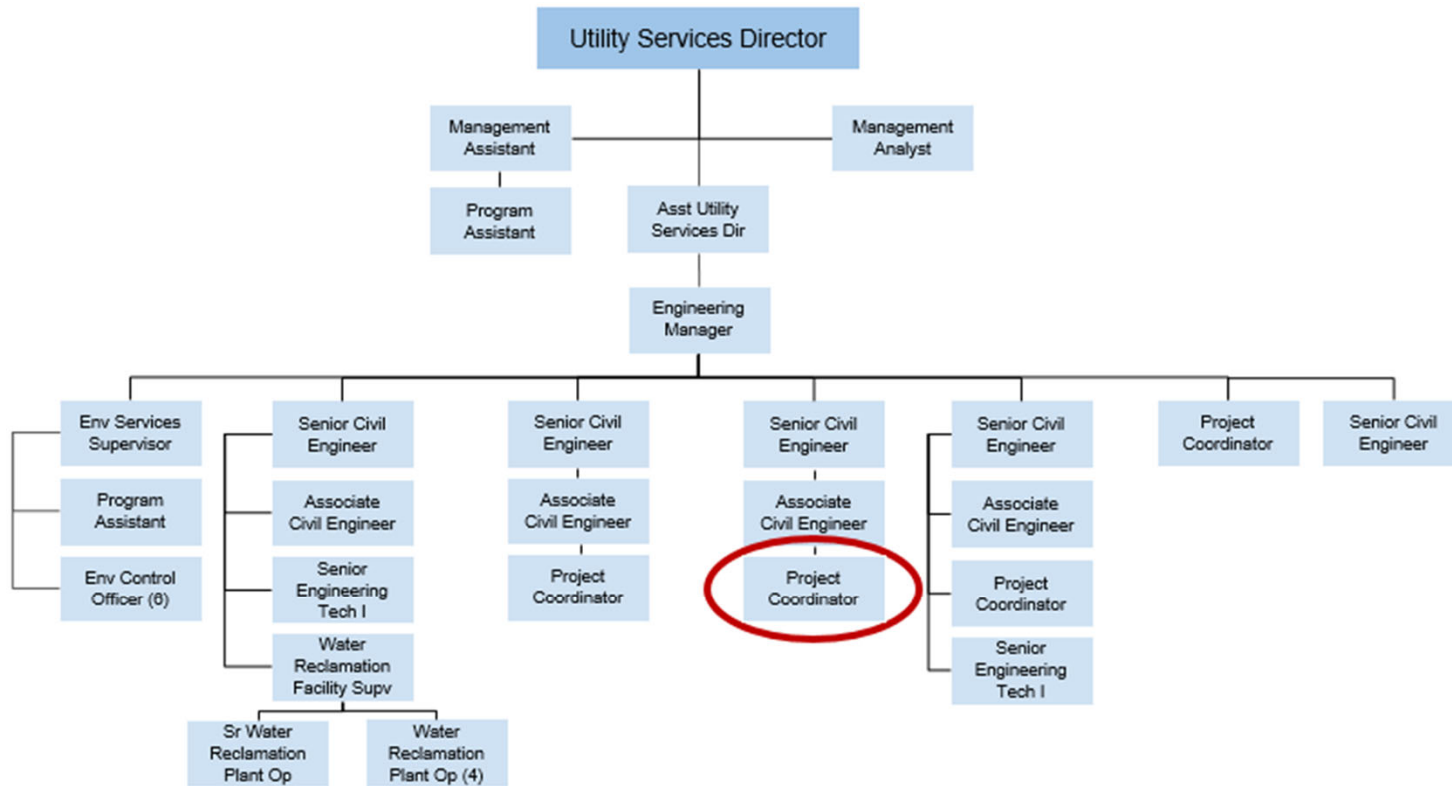 Utility Services Director
Management
Assistant
Management
Analyst
Program
Assistant
Asst Utility
Services Dir
Engineering
Manager
Env Services
Supervisor
Program
Assistant
Env Control
Officer (6)
Senior Civil
Engineer
Associate
Civil Engineer
Senior
Engineering
Tech I
Water
Reclamation
Facility Supv
Sr Water
Reclamation
Plant Op
Water
Reclamation
Plant Op (4)
Senior Civil
Engineer
Associate
Civil Engineer
Project
Coordinator
Senior Civil
Engineer
Associate
Civil Engineer
Project
Coordinator
Senior Civil
Engineer
Associate
Civil Engineer
Project
Coordinator
Senior
Engineering
Tech I
Project
Coordinator
Senior Civil
Engineer